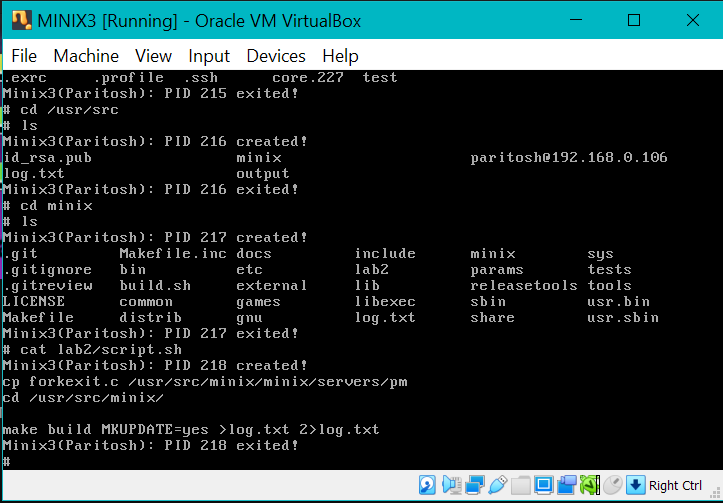 MINIX3 [Running] - Oracle VM VirtualBox
File Machine View Input Devices Help
.exrc .profile .ssh core.227 test
Minix3(Paritosh): PID 215 exited!
# cd /usr/src
# ls
Minix3(Paritosh): PID 216 created!
id_rsa.pub minix paritosh@192.168.0.106
log.txt output
Minix3(Paritosh): PID 216 exited!
# cd minix
# ls
Minix3(Paritosh): PID 217 created!
.git Makefile.inc docs include minix sys
.gitignore bin etc lab2 params tests
.gitreview build.sh external lib releasetools tools
LICENSE common games libexec sbin usr.bin
Makefile distrib gnu log.txt share usr.sbin
Minix3(Paritosh): PID 217 exited!
# cat lab2/script.sh
Minix3(Paritosh): PID 218 created!
cp forkexit.c /usr/src/minix/minix/servers/pm
cd /usr/src/minix/
make build MKUPDATE=yes >log.txt 2>log.txt
Minix3(Paritosh): PID 218 exited!
#
Right Ctrl